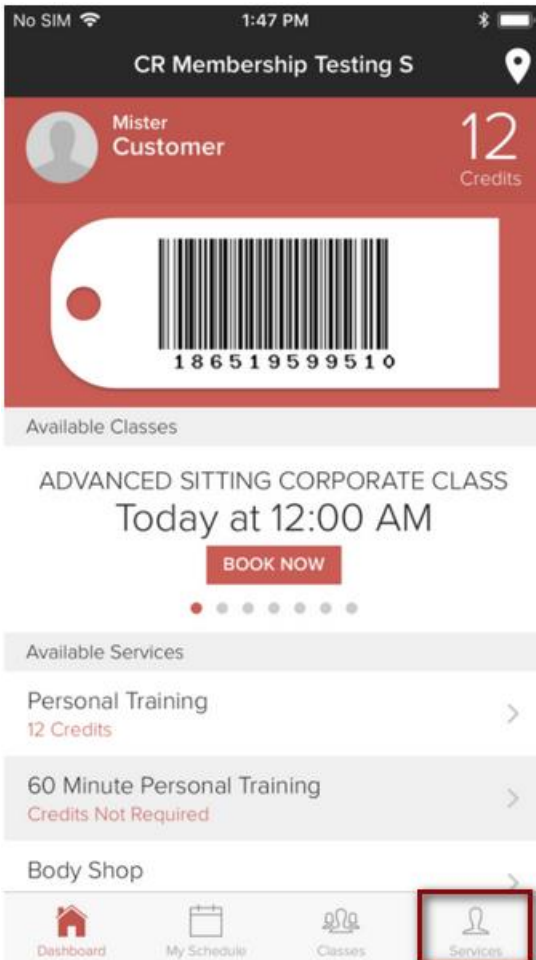 No SIM 1:47 PM
CR Membership Testing S
Mister
Customer
12
Credits
186519599510
Available Classes
ADVANCED SITTING CORPORATE CLASS
Today at 12:00 AM
BOOK NOW
Available Services
Personal Training
12 Credits
60 Minute Personal Training
Credits Not Required
Body Shop
Dashboard My Schedule Classes Services